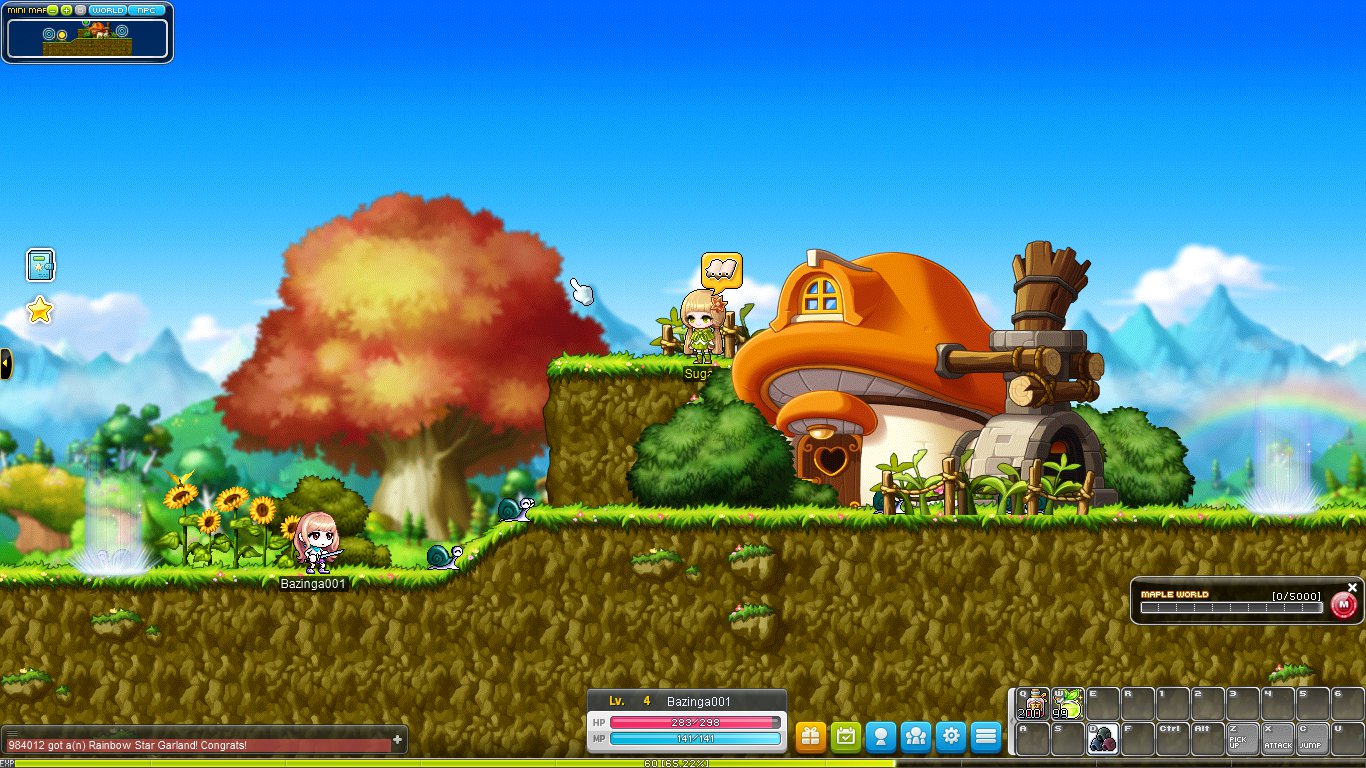 MINI MAP WORLD NPC
Suga
Bazinga001
MAPLE WORLD [0/5000]
M
Lv. 4 Bazinga001
HP 283/298
MP 141/141
984012 got a(n) Rainbow Star Garland! Congrats!
Q W E R 1 2 3 4 5 6
200 99
A S D F Ctrl Alt Z X C U
PICK UP ATTACK JUMP
EXP 60 [65.22%]